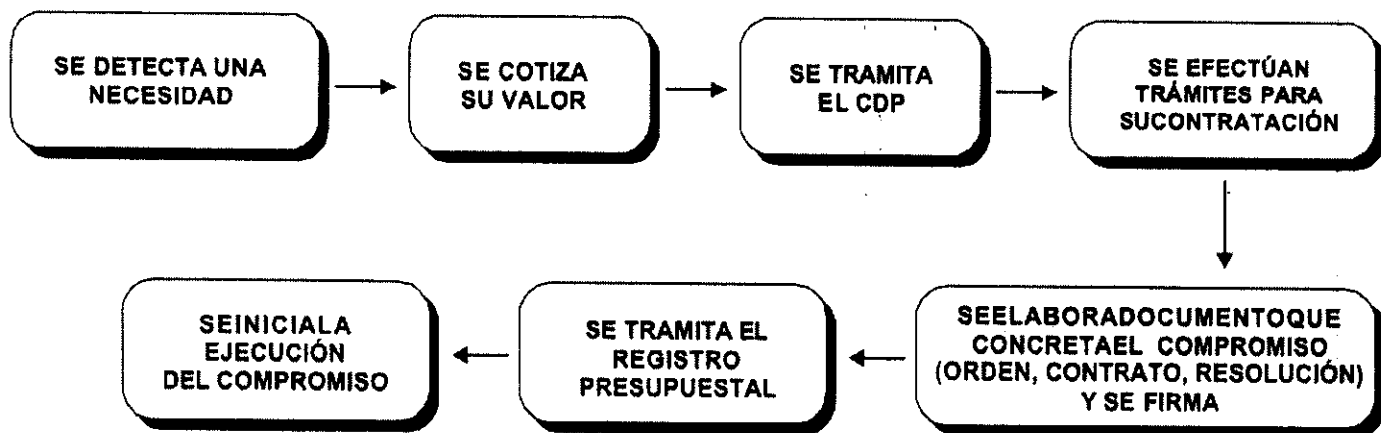 SE DETECTA UNA
NECESIDAD
SE COTIZA
SU VALOR
SE TRAMITA
EL CDP
SE EFECTÚAN
TRÁMITES PARA
SUCONTRATACIÓN
SEELABORADOCUMENTOQUE
CONCRETAEL COMPROMISO
(ORDEN, CONTRATO, RESOLUCIÓN)
Y SE FIRMA
SE TRAMITA EL
REGISTRO
PRESUPUESTAL
SEINICIALA
EJECUCIÓN
DEL COMPROMISO